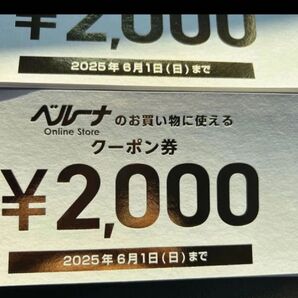 ¥2,000
2025年6月1日(日)まで
ベルーナのお買い物に使える
Online Store
クーポン券
¥2,000
2025年6月1日(日)まで